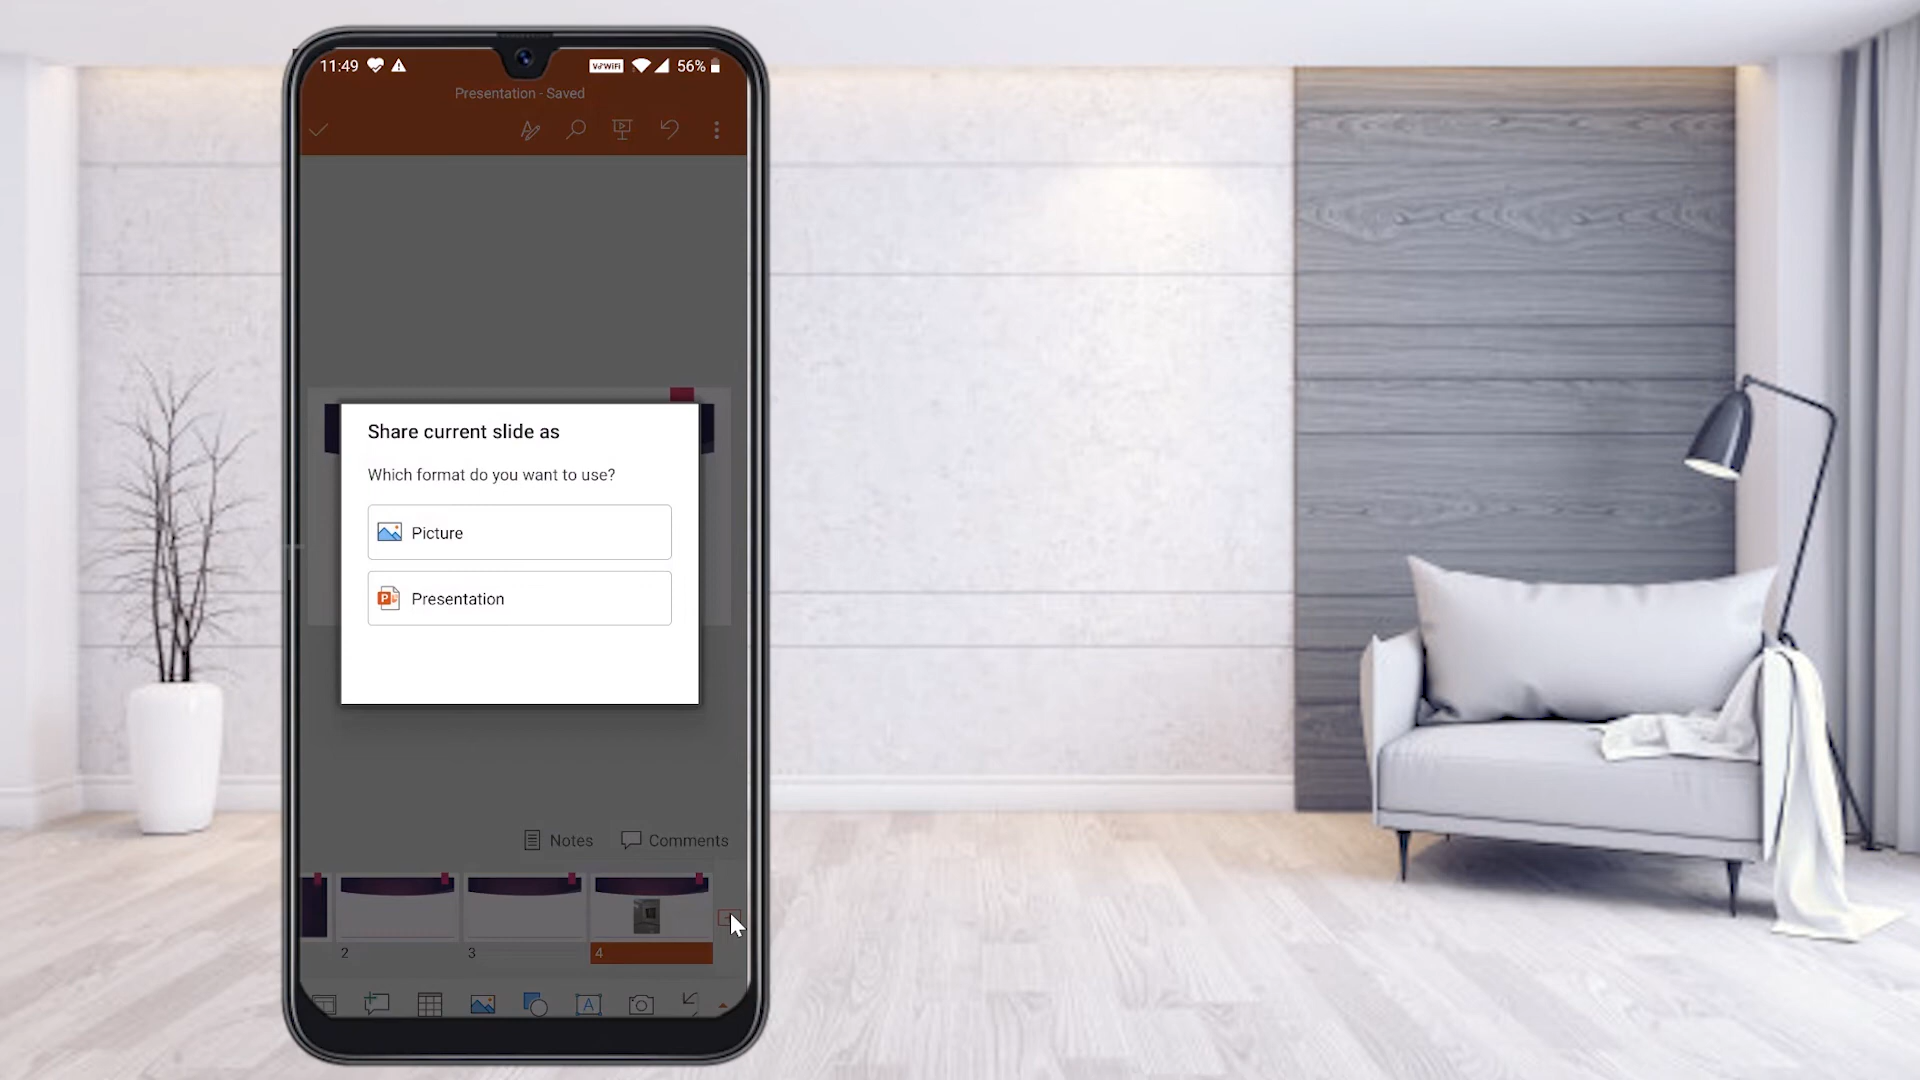 11:49
VoWiFi
56%
Presentation - Saved
Share current slide as
Which format do you want to use?
Picture
Presentation
Notes
Comments
2
3
4